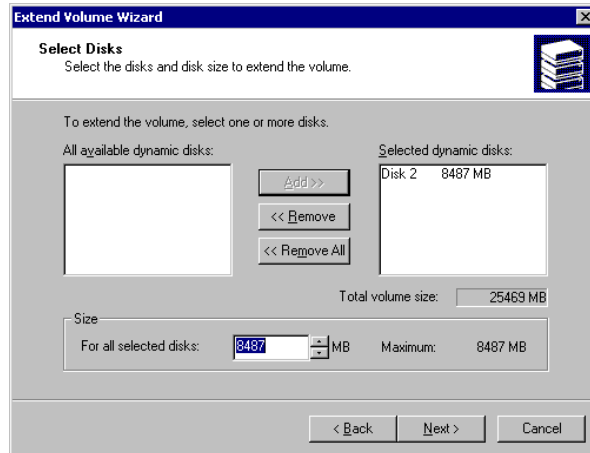 Extend Volume Wizard
Select Disks
Select the disks and disk size to extend the volume.
To extend the volume, select one or more disks.
All available dynamic disks:
Selected dynamic disks:
Disk 2 8487 MB
Add >>
<< Remove
<< Remove All
Total volume size: 25469 MB
Size
For all selected disks: 8487 MB Maximum: 8487 MB
< Back Next > Cancel